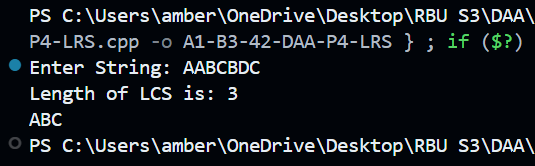 PS C:\Users\amber\OneDrive\Desktop\RBU S3\DAA\
P4-LRS.cpp -o A1-B3-42-DAA-P4-LRS } ; if ($?)
Enter String: AABCBDC
Length of LCS is: 3
ABC
PS C:\Users\amber\OneDrive\Desktop\RBU S3\DAA\